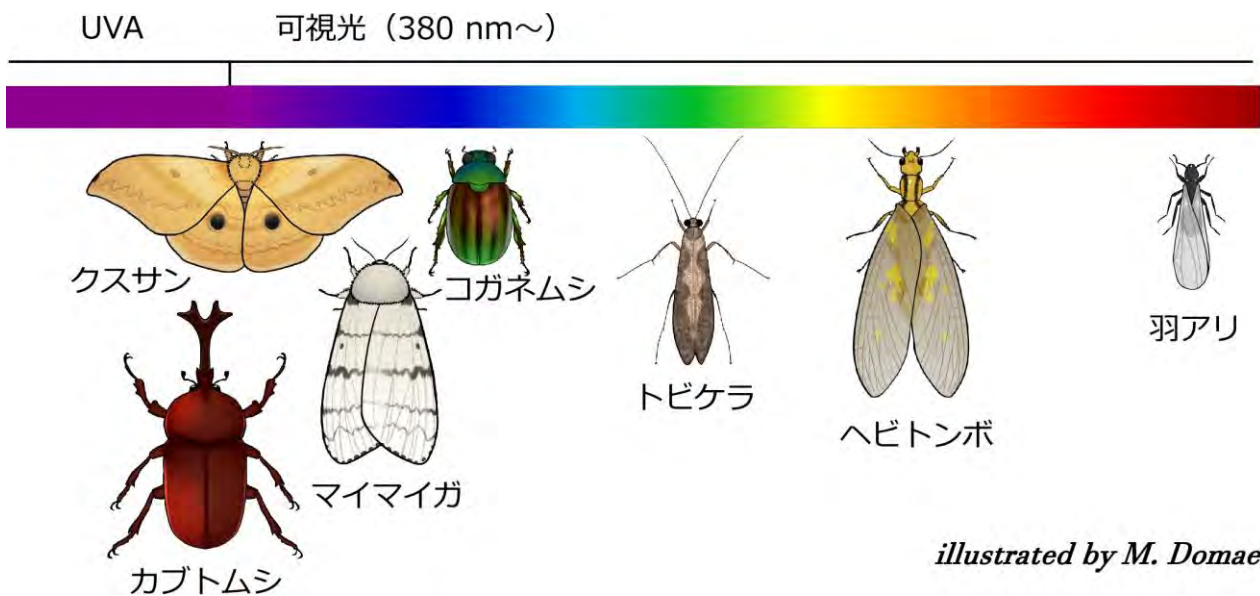 UVA
可視光（380 nm～）
クスサン
コガネムシ
トビケラ
羽アリ
ヘビトンボ
マイマイガ
カブトムシ
illustrated by M. Domae